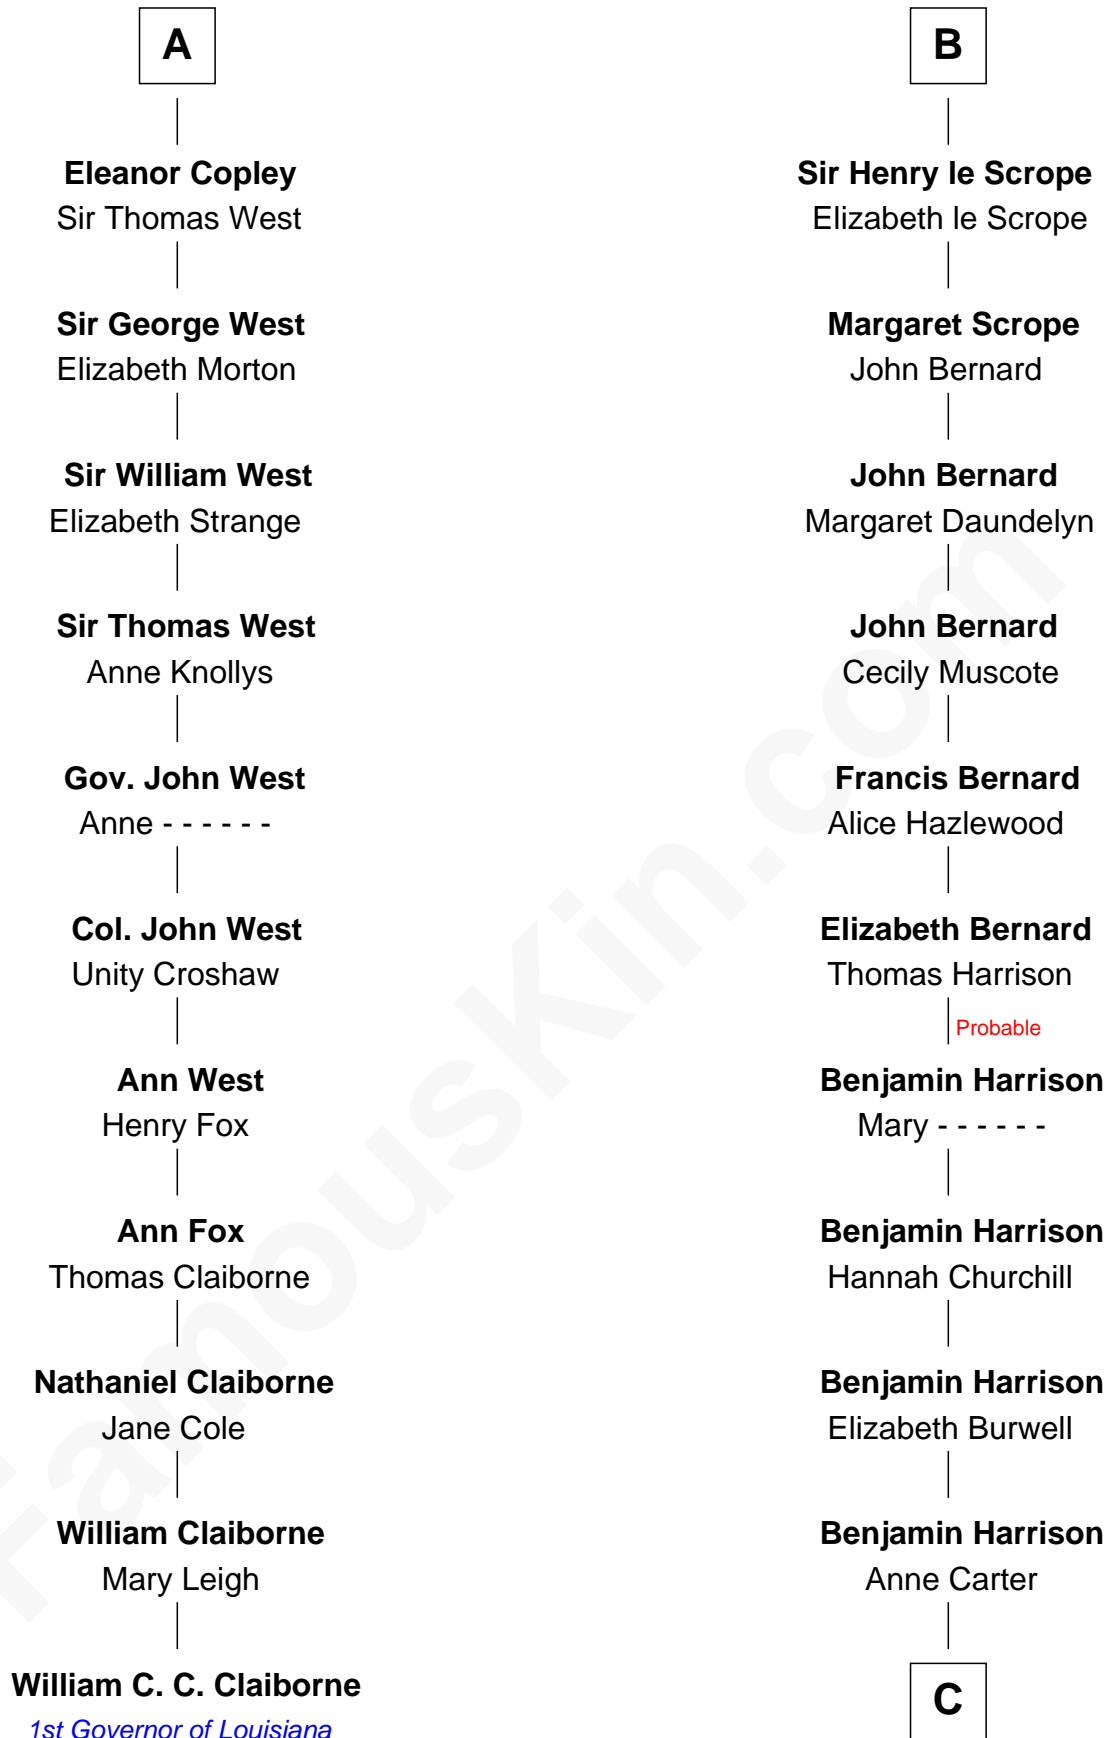 A
Eleanor Copley
Sir Thomas West
Sir George West
Elizabeth Morton
Sir William West
Elizabeth Strange
Sir Thomas West
Anne Knollys
Gov. John West
Anne - - - - - -
Col. John West
Unity Croshaw
Ann West
Henry Fox
Ann Fox
Thomas Claiborne
Nathaniel Claiborne
Jane Cole
William Claiborne
Mary Leigh
William C. C. Claiborne
1st Governor of Louisiana
B
Sir Henry le Scrope
Elizabeth le Scrope
Margaret Scrope
John Bernard
John Bernard
Margaret Daundelyn
John Bernard
Cecily Muscote
Francis Bernard
Alice Hazlewood
Elizabeth Bernard
Thomas Harrison
Probable
Benjamin Harrison
Mary - - - - - -
Benjamin Harrison
Hannah Churchill
Benjamin Harrison
Elizabeth Burwell
Benjamin Harrison
Anne Carter
C
FamousKin.com